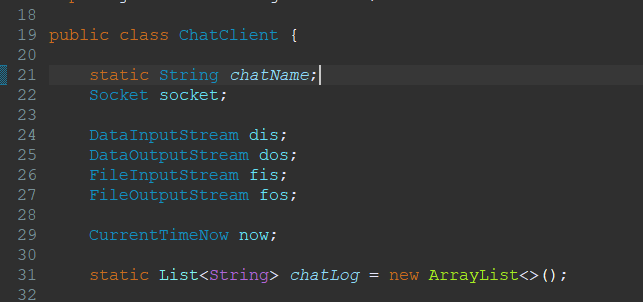 18
19 public class ChatClient {
20
21 static String chatName;
22 Socket socket;
23
24 DataInputStream dis;
25 DataOutputStream dos;
26 FileInputStream fis;
27 FileOutputStream fos;
28
29 CurrentTimeNow now;
30
31 static List<String> chatLog = new ArrayList<>();
32